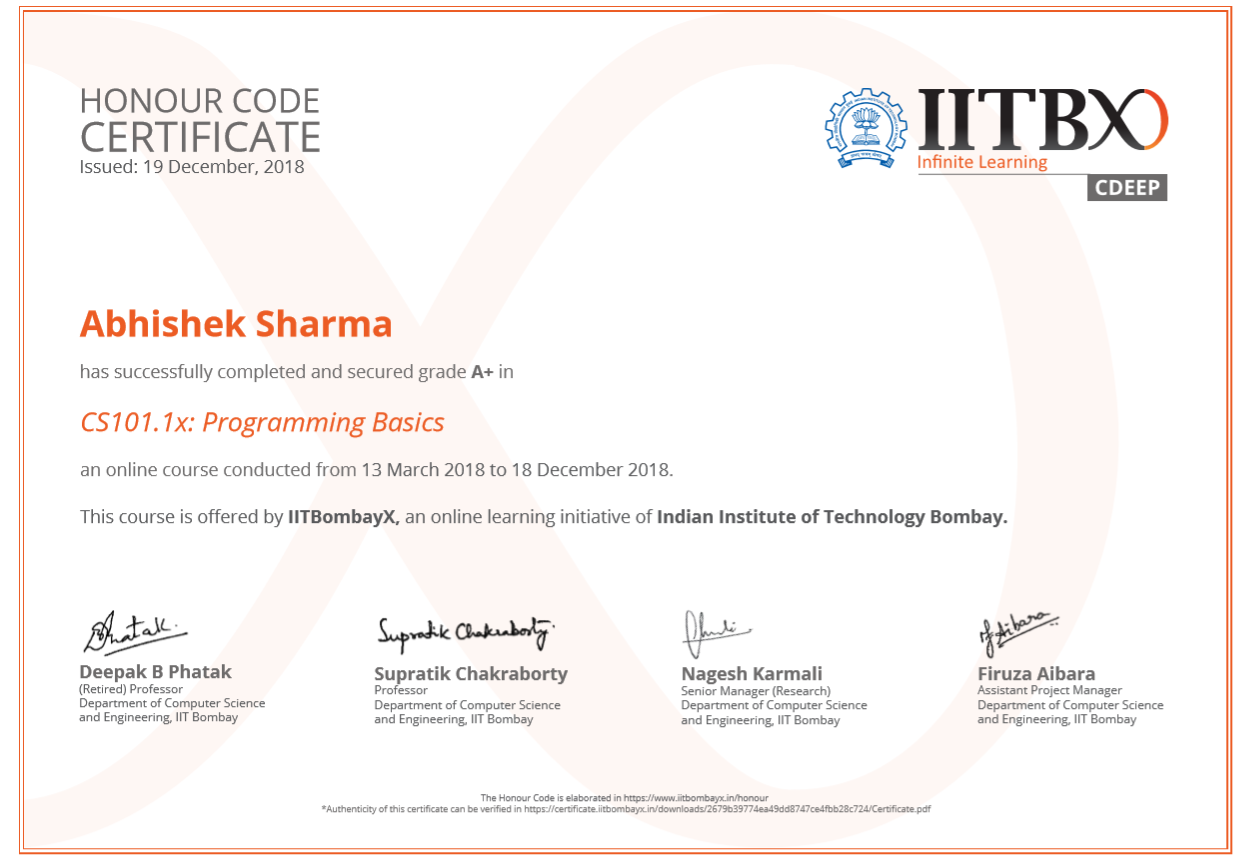 HONOUR CODE
CERTIFICATE
Issued: 19 December, 2018
IITBX
Infinite Learning
CDEEP
Abhishek Sharma
has successfully completed and secured grade A+ in
CS101.1x: Programming Basics
an online course conducted from 13 March 2018 to 18 December 2018.
This course is offered by IITBombayX, an online learning initiative of Indian Institute of Technology Bombay.
Phatak.
Supratik Chakraborty.
Deepak B Phatak
(Retired) Professor
Department of Computer Science
and Engineering, IIT Bombay
Supratik Chakraborty
Professor
Department of Computer Science
and Engineering, IIT Bombay
Nagesh Karmali
Senior Manager (Research)
Department of Computer Science
and Engineering, IIT Bombay
Firuza Aibara
Assistant Project Manager
Department of Computer Science
and Engineering, IIT Bombay
The Honour Code is elaborated in https://www.iitbombayx.in/honour
*Authenticity of this certificate can be verified in https://certificate.iitbombayx.in/downloads/2679b39774ea49dd8747ce4fbb28c724/Certificate.pdf